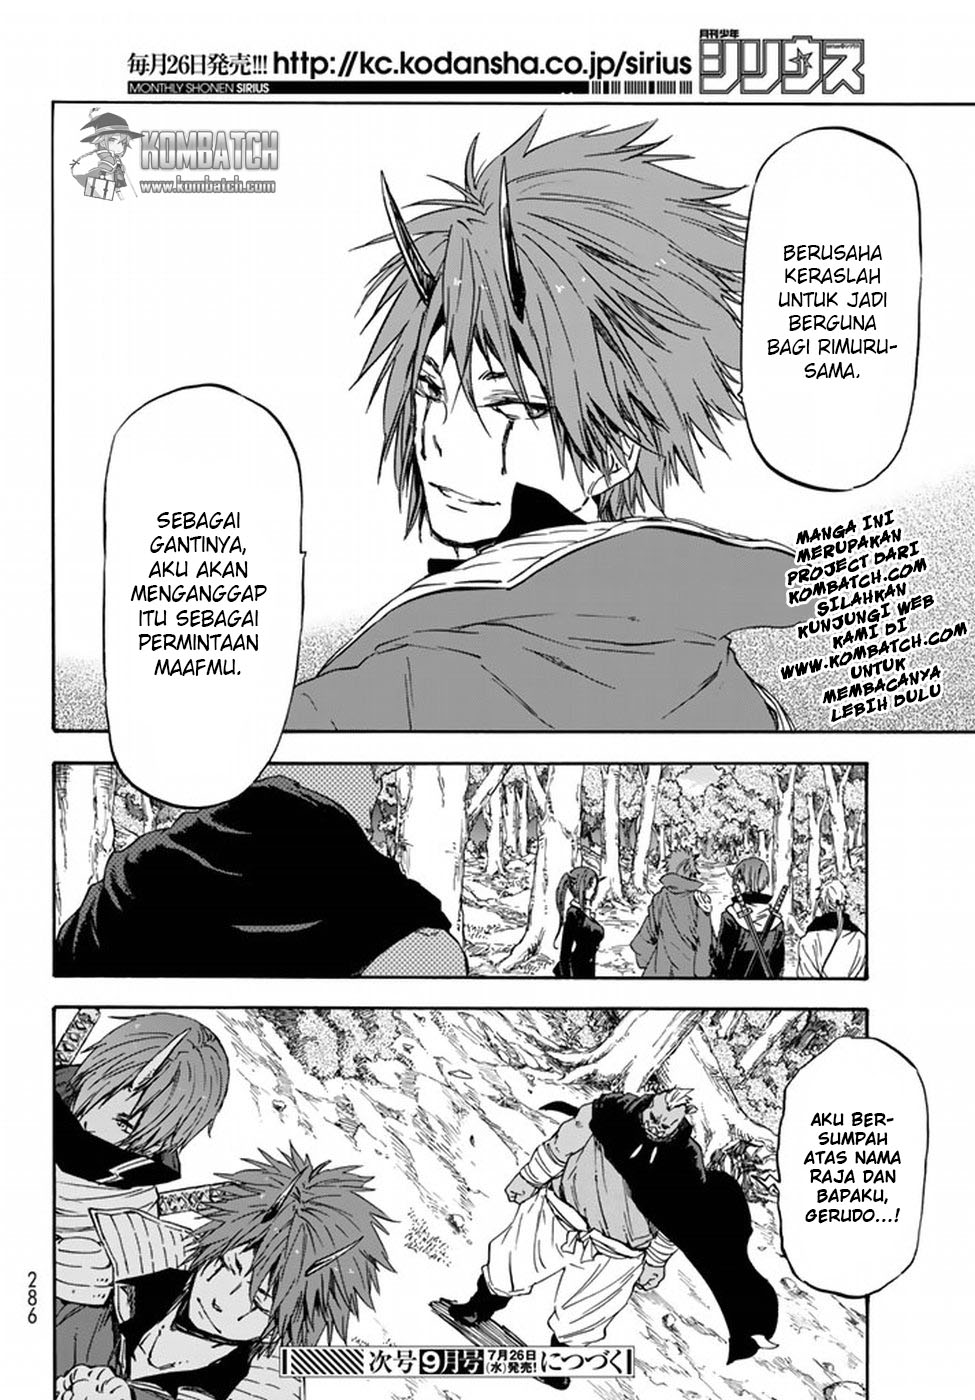 毎月26日発売!!! http://kc.kodansha.co.jp/sirius
MONTHLY SHONEN SIRIUS
月刊少年
シリウス
KOMBATCH
www.kombatch.com
BERUSAHA
KERASLAH
UNTUK JADI
BERGUNA
BAGI RIMURU-
SAMA.
SEBAGAI
GANTINYA,
AKU AKAN
MENGANGGAP
ITU SEBAGAI
PERMINTAAN
MAAFMU.
MANGA INI
MERUPAKAN
PROJECT DARI
KOMBATCH.COM
SILAHKAN
KUNJUNGI WEB
KAMI DI
WWW.KOMBATCH.COM
UNTUK
MEMBACANYA
LEBIH DULU
AKU BER-
SUMPAH
ATAS NAMA
RAJA DAN
BAPAKU,
GERUDO...!
286
次号9月号 7月26日(水)発売! につづく